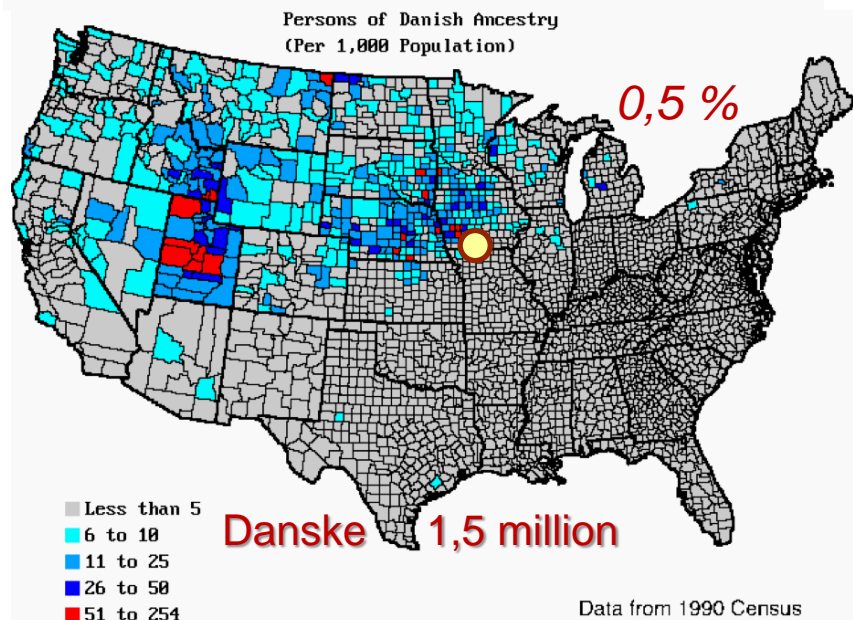 Persons of Danish Ancestry
(Per 1,000 Population)
0,5 %
Less than 5
6 to 10
11 to 25
26 to 50
51 to 254
Danske 1,5 million
Data from 1990 Census